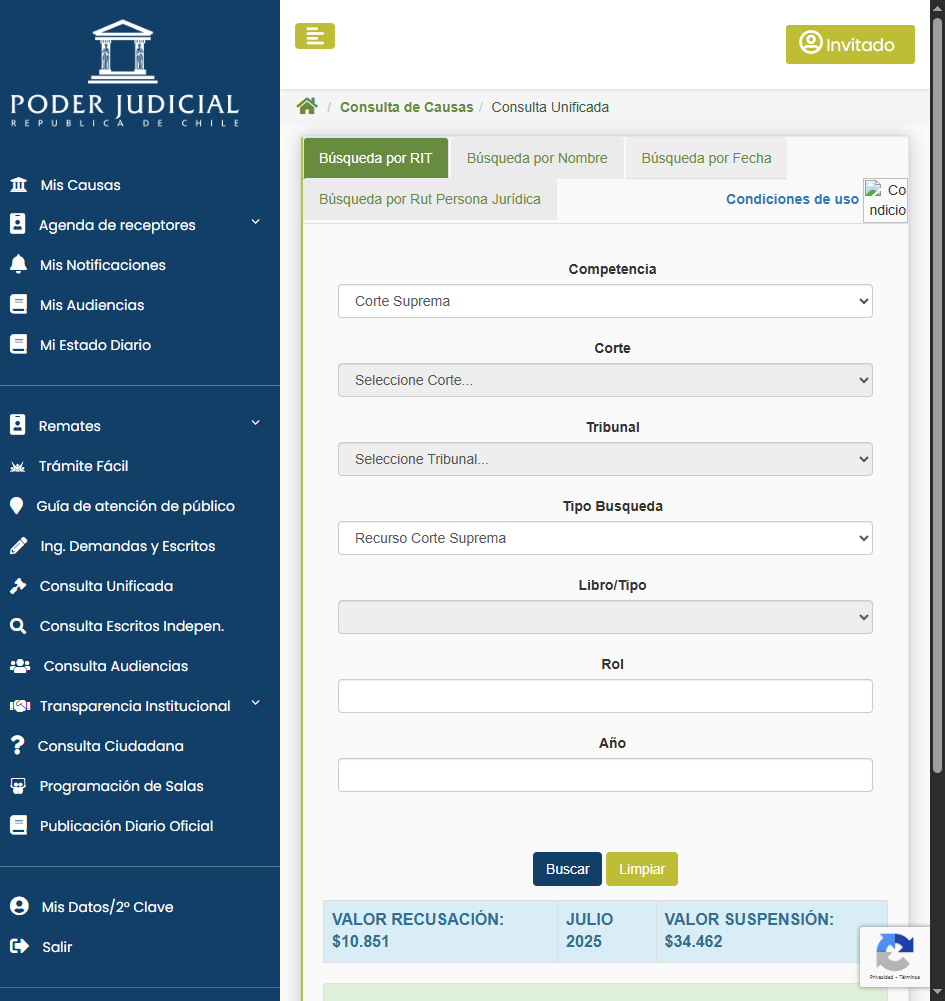 PODER JUDICIAL
REPUBLICA DE CHILE
Mis Causas
Agenda de receptores
Mis Notificaciones
Mis Audiencias
Mi Estado Diario
Remates
Trámite Fácil
Guía de atención de público
Ing. Demandas y Escritos
Consulta Unificada
Consulta Escritos Indepen.
Consulta Audiencias
Transparencia Institucional
Consulta Ciudadana
Programación de Salas
Publicación Diario Oficial
Mis Datos/2º Clave
Salir
Invitado
/ Consulta de Causas / Consulta Unificada
Búsqueda por RIT
Búsqueda por Nombre
Búsqueda por Fecha
Búsqueda por Rut Persona Jurídica
Condiciones de uso
Co
ndicio
Competencia
Corte Suprema
Corte
Seleccione Corte...
Tribunal
Seleccione Tribunal...
Tipo Busqueda
Recurso Corte Suprema
Libro/Tipo
Rol
Año
Buscar
Limpiar
VALOR RECUSACIÓN:
$10.851
JULIO
2025
VALOR SUSPENSIÓN:
$34.462
Privacidad - Términos